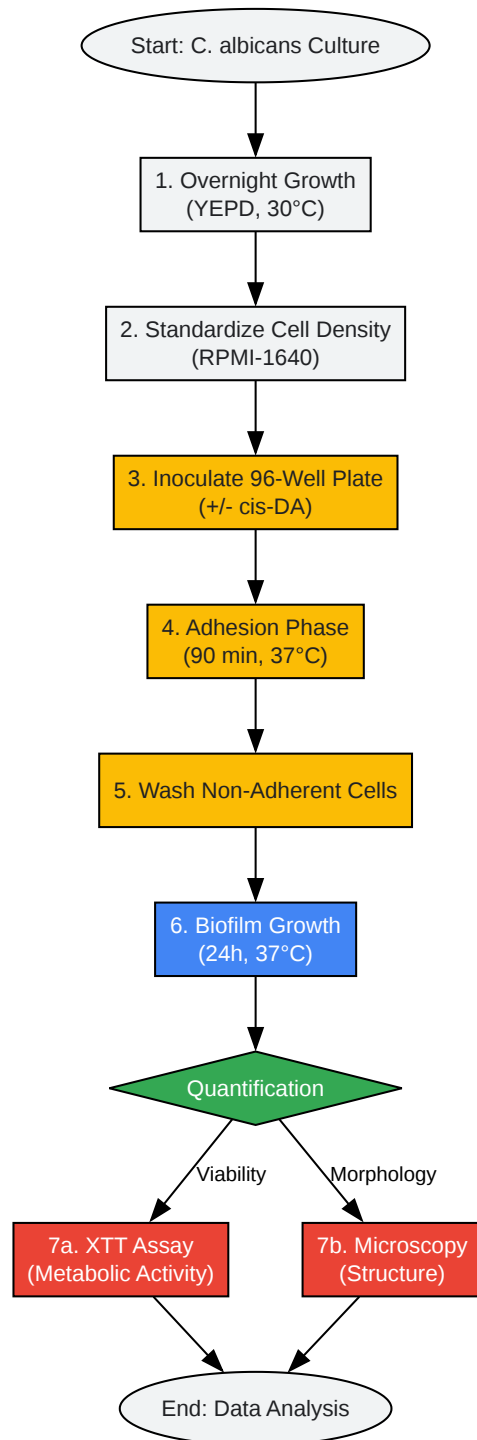 Start: C. albicans Culture
1. Overnight Growth
(YEPD, 30°C)
2. Standardize Cell Density
(RPMI-1640)
3. Inoculate 96-Well Plate
(+/- cis-DA)
4. Adhesion Phase
(90 min, 37°C)
5. Wash Non-Adherent Cells
6. Biofilm Growth
(24h, 37°C)
Quantification
Viability
Morphology
7a. XTT Assay
(Metabolic Activity)
7b. Microscopy
(Structure)
End: Data Analysis